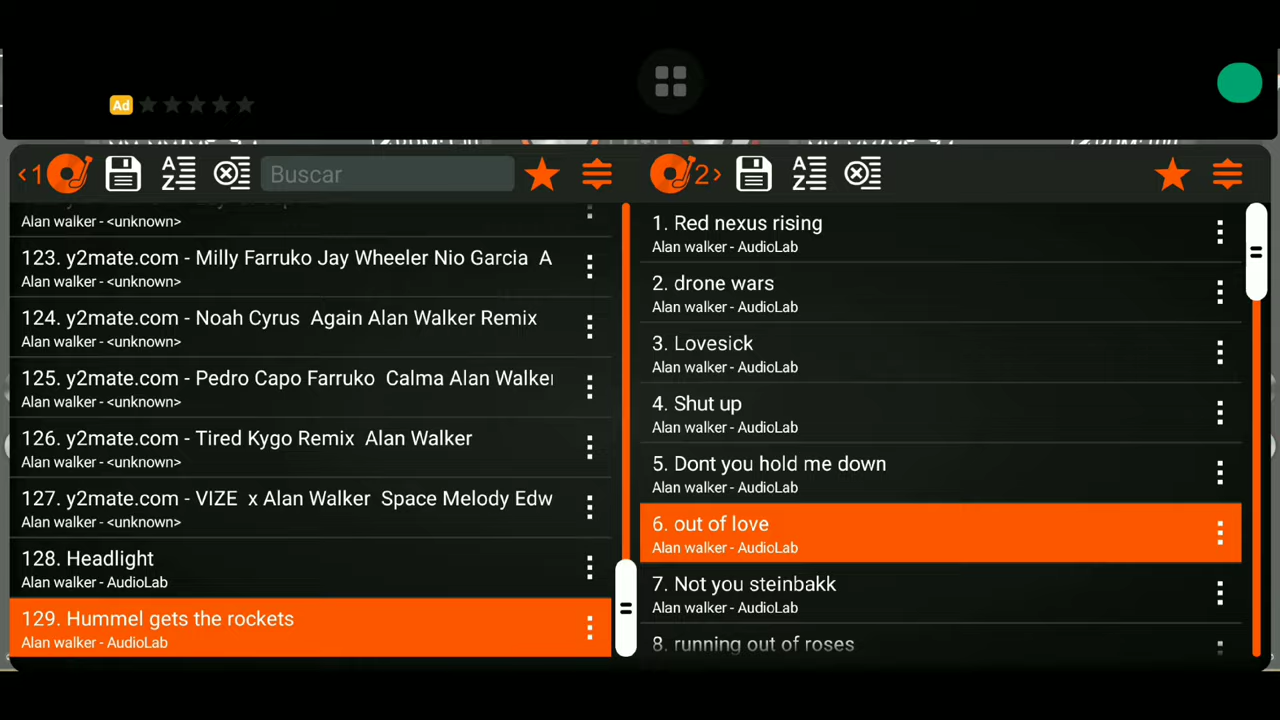 Ad
<1
Buscar
Alan walker - <unknown>
123. y2mate.com - Milly Farruko Jay Wheeler Nio Garcia A
Alan walker - <unknown>
124. y2mate.com - Noah Cyrus Again Alan Walker Remix
Alan walker - <unknown>
125. y2mate.com - Pedro Capo Farruko Calma Alan Walker
Alan walker - <unknown>
126. y2mate.com - Tired Kygo Remix Alan Walker
Alan walker - <unknown>
127. y2mate.com - VIZE x Alan Walker Space Melody Edw
Alan walker - <unknown>
128. Headlight
Alan walker - AudioLab
129. Hummel gets the rockets
Alan walker - AudioLab
2>
1. Red nexus rising
Alan walker - AudioLab
2. drone wars
Alan walker - AudioLab
3. Lovesick
Alan walker - AudioLab
4. Shut up
Alan walker - AudioLab
5. Dont you hold me down
Alan walker - AudioLab
6. out of love
Alan walker - AudioLab
7. Not you steinbakk
Alan walker - AudioLab
8. running out of roses